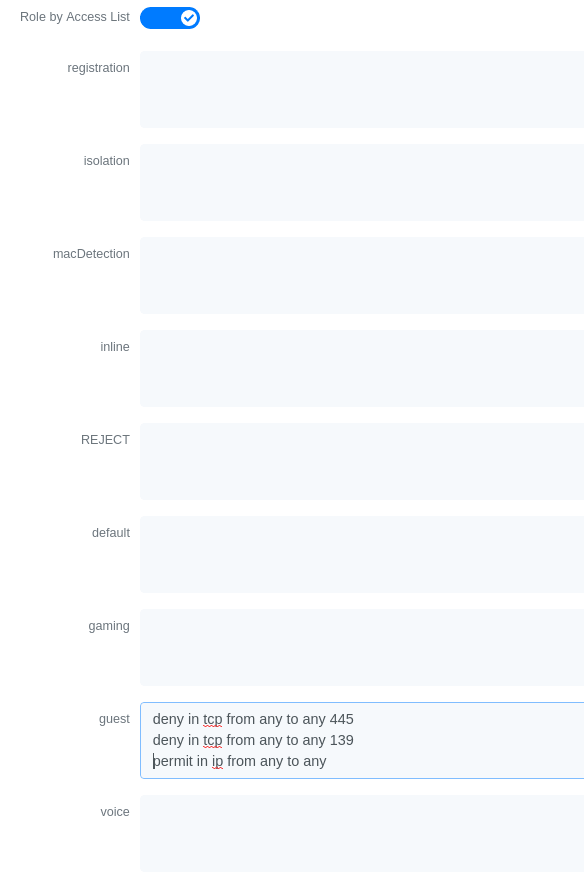 Role by Access List
registration
isolation
macDetection
inline
REJECT
default
gaming
guest
deny in tcp from any to any 445
deny in tcp from any to any 139
permit in ip from any to any
voice